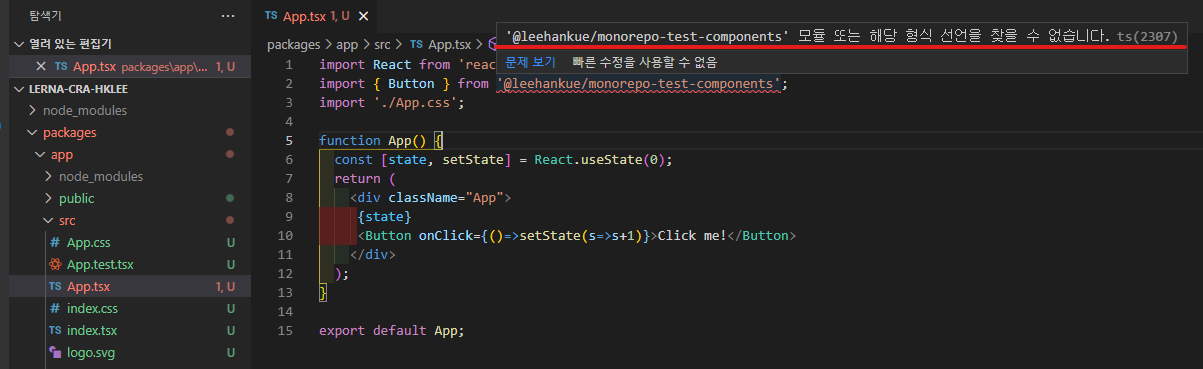 탐색기 ···
열려 있는 편집기
App.tsx packages\app\... 1, U
LERNA-CRA-HKLEE
node_modules
packages
app
node_modules
public
src
# App.css U
App.test.tsx U
TS App.tsx 1, U
# index.css U
TS index.tsx U
logo.svg U
TS App.tsx 1, U
packages > app > src > TS App.tsx >
'@leehankue/monorepo-test-components' 모듈 또는 해당 형식 선언을 찾을 수 없습니다. ts(2307)
문제 보기 빠른 수정을 사용할 수 없음
1 import React from 'reac
2 import { Button } from '@leehankue/monorepo-test-components';
3 import './App.css';
4
5 function App() {
6 const [state, setState] = React.useState(0);
7 return (
8 <div className="App">
9 {state}
10 <Button onClick={()=>setState(s=>s+1)}>Click me!</Button>
11 </div>
12 );
13 }
14
15 export default App;